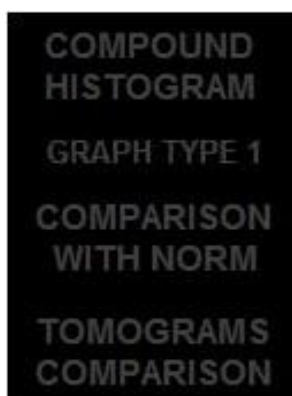 COMPOUND
HISTOGRAM
GRAPH TYPE 1
COMPARISON
WITH NORM
TOMOGRAMS
COMPARISON